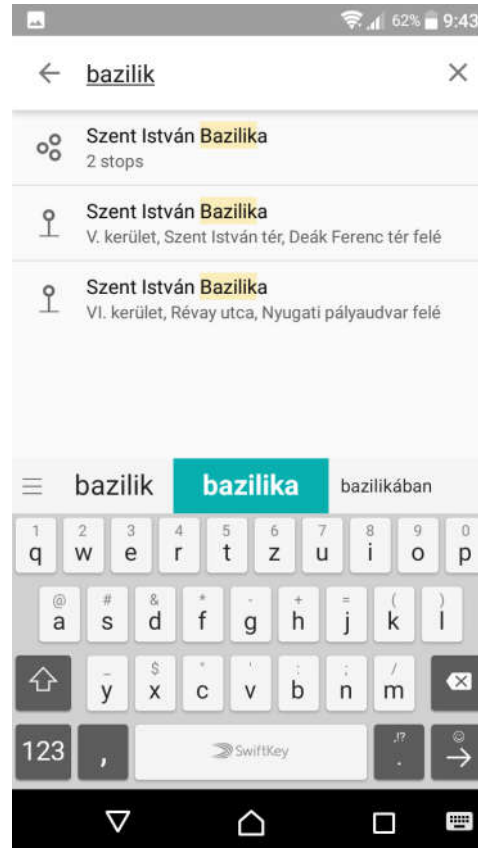 62% 9:43
bazilik
Szent István Bazilika
2 stops
Szent István Bazilika
V. kerület, Szent István tér, Deák Ferenc tér felé
Szent István Bazilika
VI. kerület, Révay utca, Nyugati pályaudvar felé
bazilik bazilika bazilikában
1 2 3 4 5 6 7 8 9 0
q w e r t z u i o p
@ # & * - + = ( )
a s d f g h j k l
_ $ " ' : ; /
y x c v b n m
123 , SwiftKey ,!? .